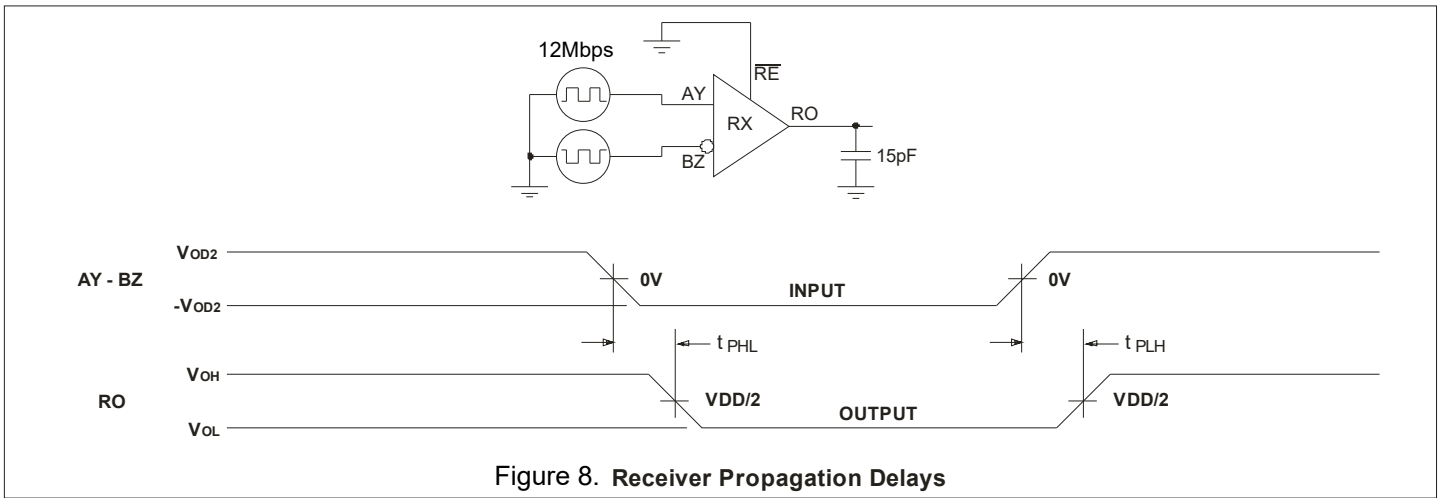 12Mbps
RE
AY
RX
RO
BZ
15pF
VOD2
AY - BZ
0V
INPUT
0V
-VOD2
t PHL
t PLH
VOH
RO
VDD/2
OUTPUT
VDD/2
VOL
Figure 8. Receiver Propagation Delays